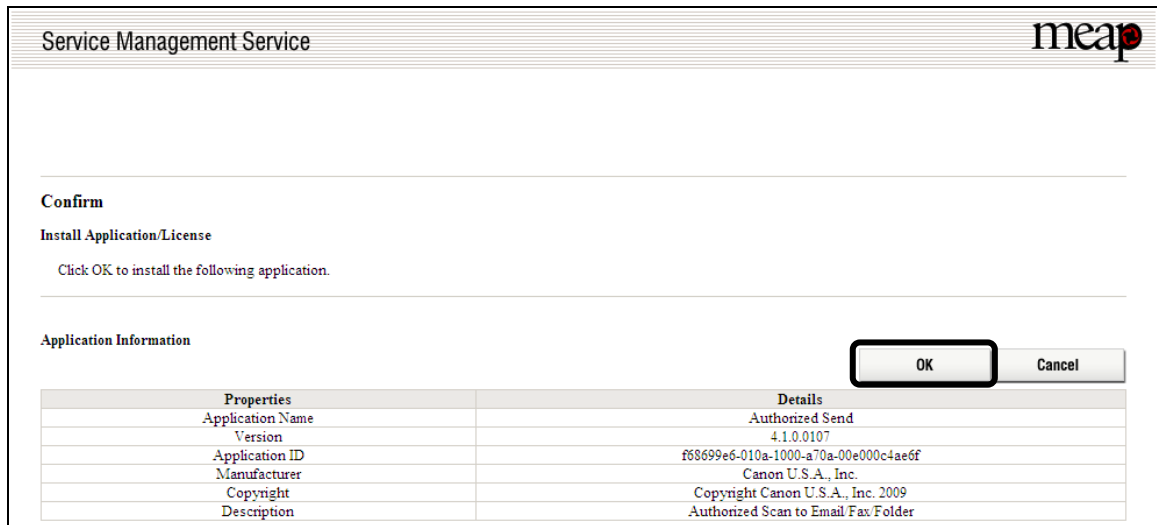 Service Management Service
meap
Confirm
Install Application/License
Click OK to install the following application.
Application Information
OK Cancel
Properties Details
Application Name Authorized Send
Version 4.1.0.0107
Application ID f68699e6-010a-1000-a70a-00e000c4ae6f
Manufacturer Canon U.S.A., Inc.
Copyright Copyright Canon U.S.A., Inc. 2009
Description Authorized Scan to Email/Fax/Folder